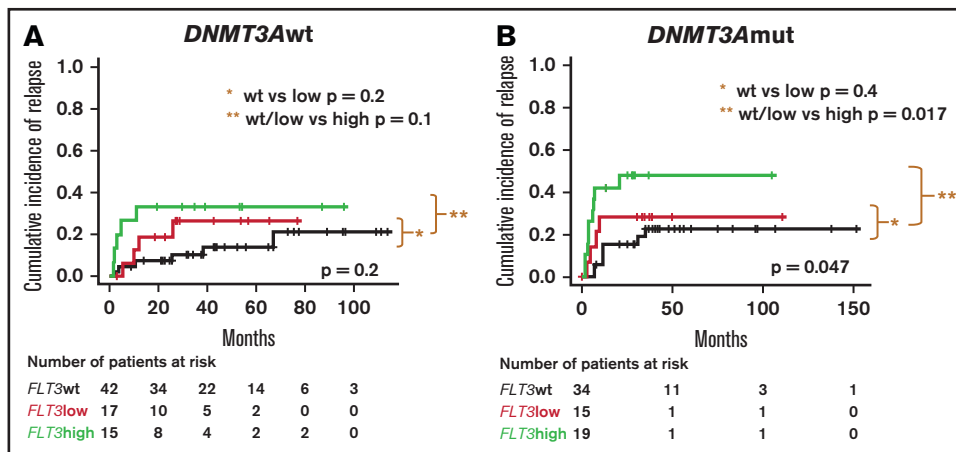 A
DNMT3Awt
Cumulative incidence of relapse
1.0
0.8
0.6
0.4
0.2
0.0
* wt vs low p = 0.2
** wt/low vs high p = 0.1
**
*
p = 0.2
0 20 40 60 80 100
Months
Number of patients at risk
FLT3wt 42 34 22 14 6 3
FLT3low 17 10 5 2 0 0
FLT3high 15 8 4 2 2 0
B
DNMT3Amut
Cumulative incidence of relapse
1.0
0.8
0.6
0.4
0.2
0.0
* wt vs low p = 0.4
** wt/low vs high p = 0.017
**
*
p = 0.047
0 50 100 150
Months
Number of patients at risk
FLT3wt 34 11 3 1
FLT3low 15 1 1 0
FLT3high 19 1 1 0